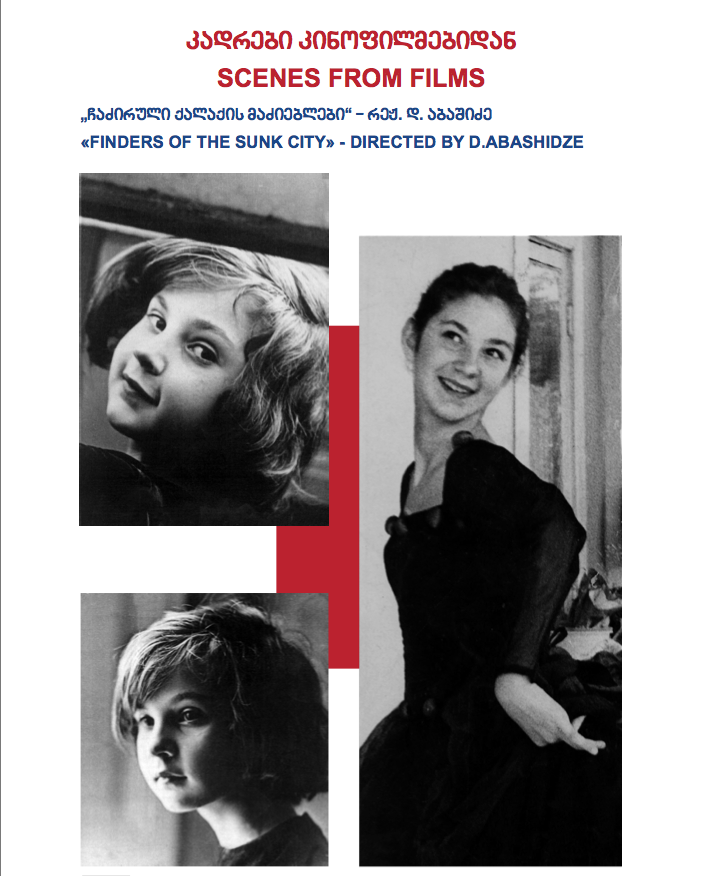 კადრები კინოფილმებიდან
SCENES FROM FILMS
„ჩაძირული ქალაქის მაძიებლები“ – რეჟ. დ. აბაშიძე
«FINDERS OF THE SUNK CITY» - DIRECTED BY D.ABASHIDZE